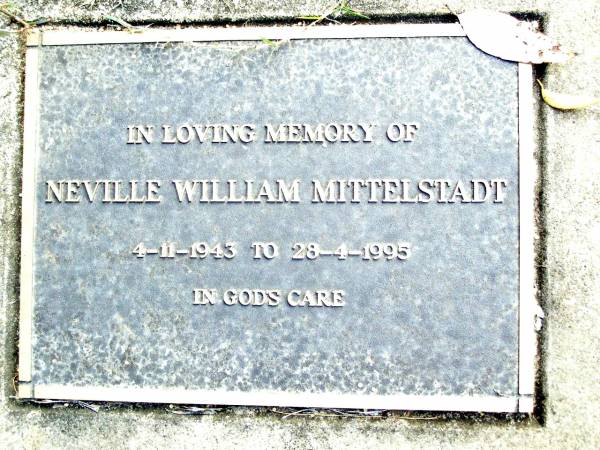 IN LOVING MEMORY OF
NEVILLE WILLIAM MITTELSTADT
4-11-1943 TO 28-4-1995
IN GOD'S CARE